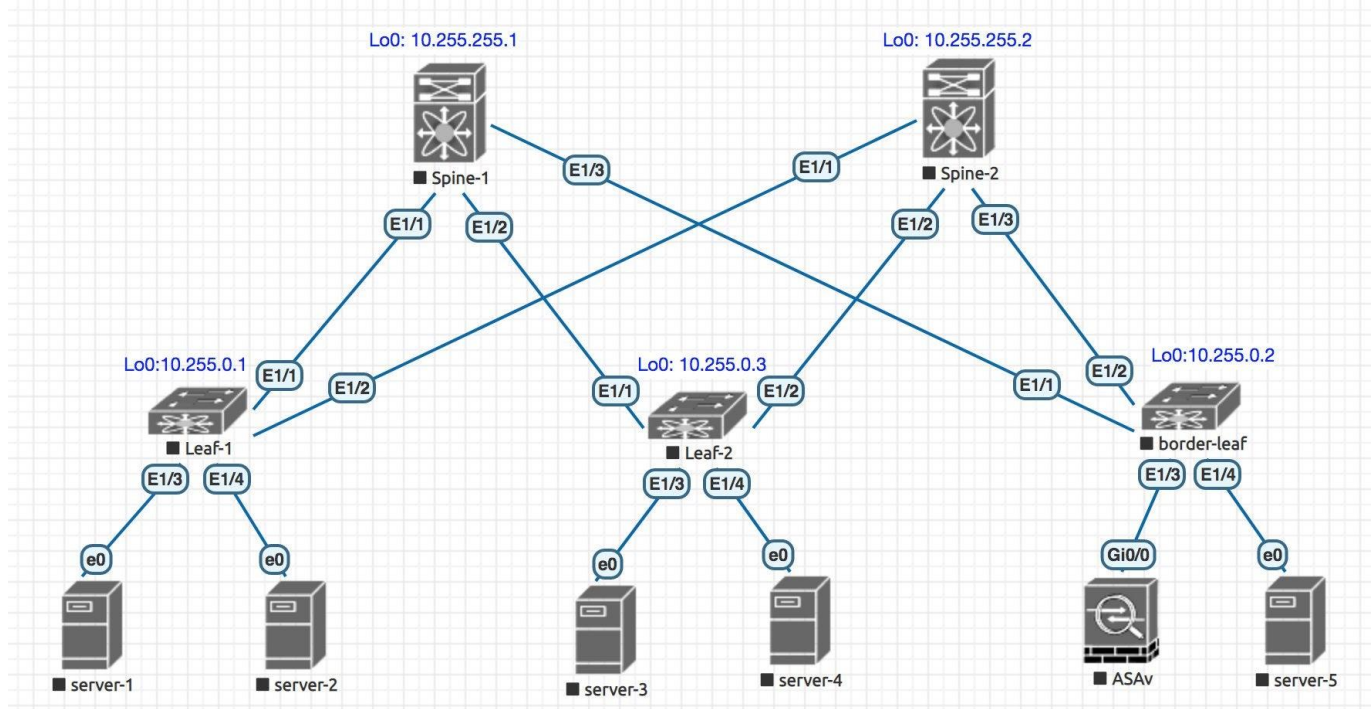 Lo0: 10.255.255.1
Lo0: 10.255.255.2
Spine-1
Spine-2
E1/3
E1/1
E1/1
E1/2
E1/2
E1/3
Lo0:10.255.0.1
Lo0: 10.255.0.3
Lo0:10.255.0.2
E1/1
E1/2
E1/1
E1/2
E1/1
E1/2
Leaf-1
Leaf-2
border-leaf
E1/3
E1/4
E1/3
E1/4
E1/3
E1/4
e0
e0
e0
e0
Gi0/0
e0
server-1
server-2
server-3
server-4
ASAv
server-5